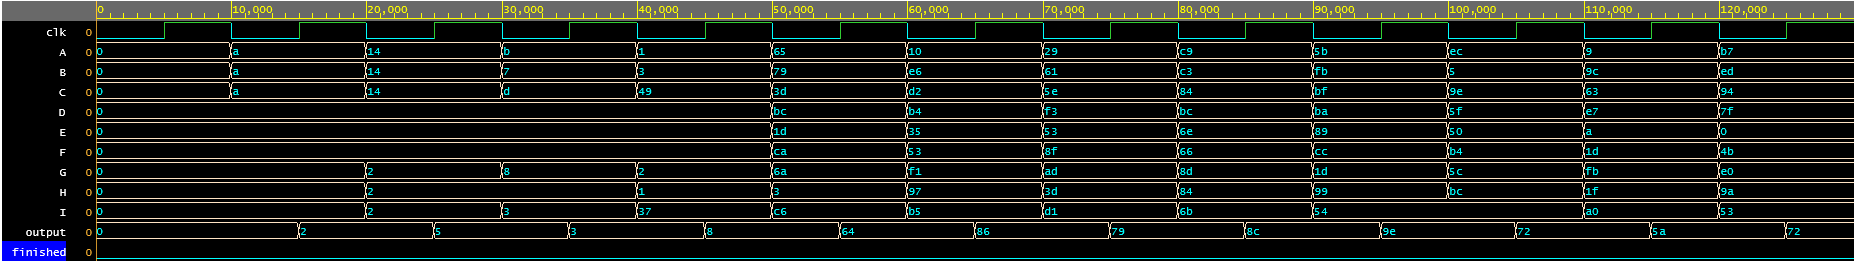 0 10,000 20,000 30,000 40,000 50,000 60,000 70,000 80,000 90,000 100,000 110,000 120,000
clk 0
A 0 0 a 14 b 1 65 10 29 c9 5b ec 9 b7
B 0 0 a 14 7 3 79 e6 61 c3 fb 5 9c ed
C 0 0 a 14 d 49 3d d2 5e 84 bf 9e 63 94
D 0 0 bc b4 f3 bc ba 5f e7 7f
E 0 0 1d 35 53 6e 89 50 a 0
F 0 0 ca 53 8f 66 cc b4 1d 4b
G 0 0 2 8 2 6a f1 ad 8d 1d 5c fb e0
H 0 0 2 1 3 97 3d 84 99 bc 1f 9a
I 0 0 2 3 37 c6 b5 d1 6b 54 a0 53
output 0 0 2 5 3 8 64 86 79 8c 9e 72 5a 72
finished 0